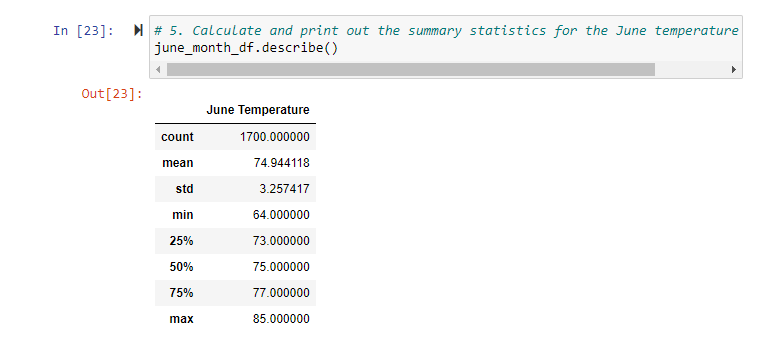 In [23]:
# 5. Calculate and print out the summary statistics for the June temperature
june_month_df.describe()
Out[23]:
June Temperature
count 1700.000000
mean 74.944118
std 3.257417
min 64.000000
25% 73.000000
50% 75.000000
75% 77.000000
max 85.000000